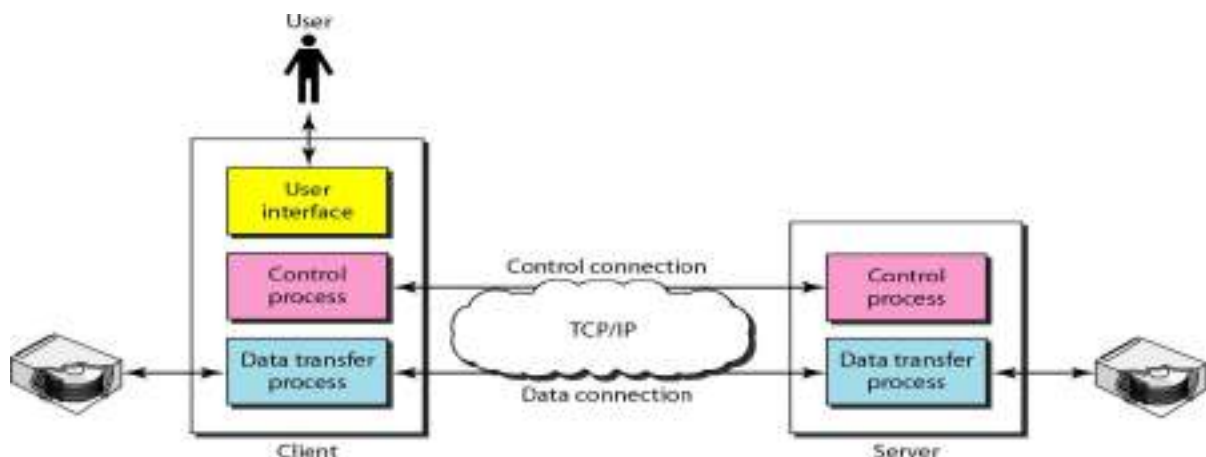 User
User
interface
Control
process
Data transfer
process
Client
Control connection
TCP/IP
Data connection
Control
process
Data transfer
process
Server